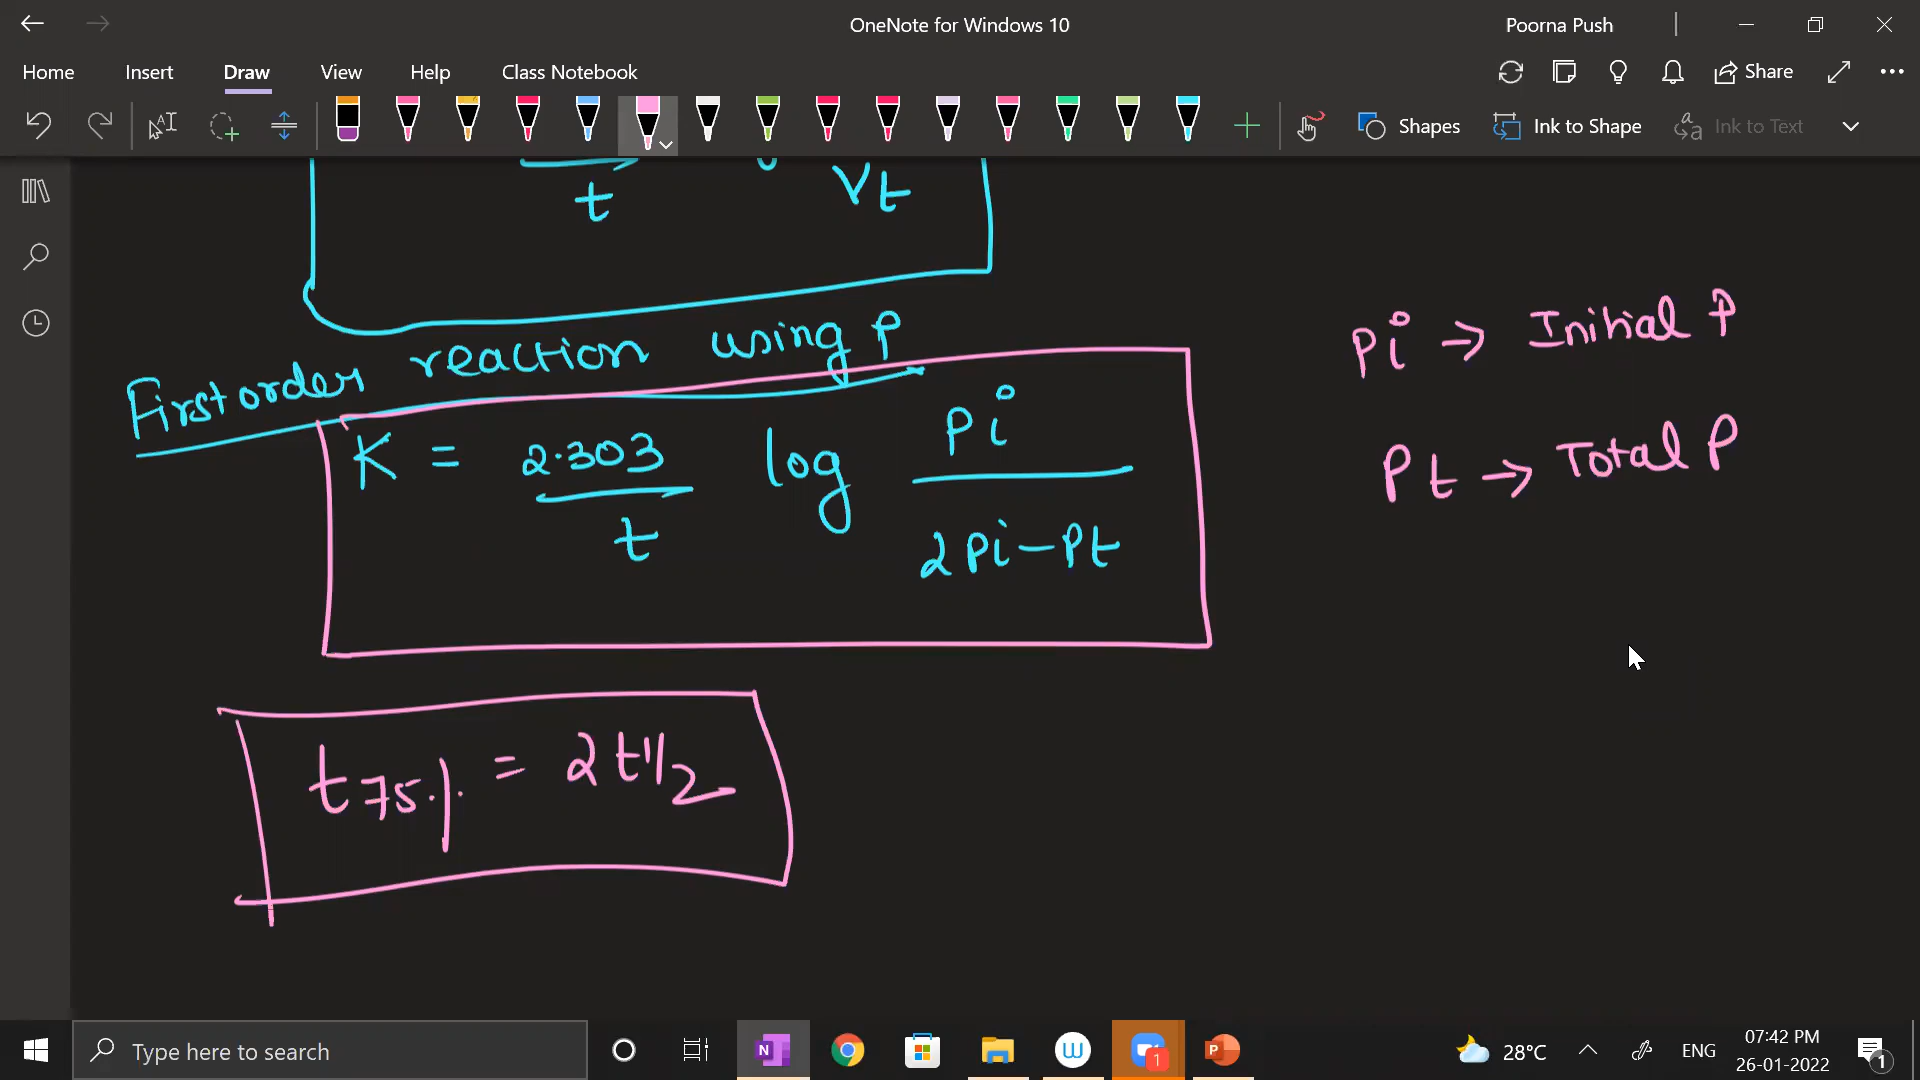 OneNote for Windows 10
Poorna Push
Home Insert Draw View Help Class Notebook
Share
Shapes Ink to Shape Ink to Text
t
Vt
First order reaction using P
K = 2.303 / t log Pi / 2Pi - Pt
Pi → Initial P
Pt → Total P
t75% = 2t1/2
Type here to search
N
W
1
P
28°C
ENG
07:42 PM
26-01-2022
1